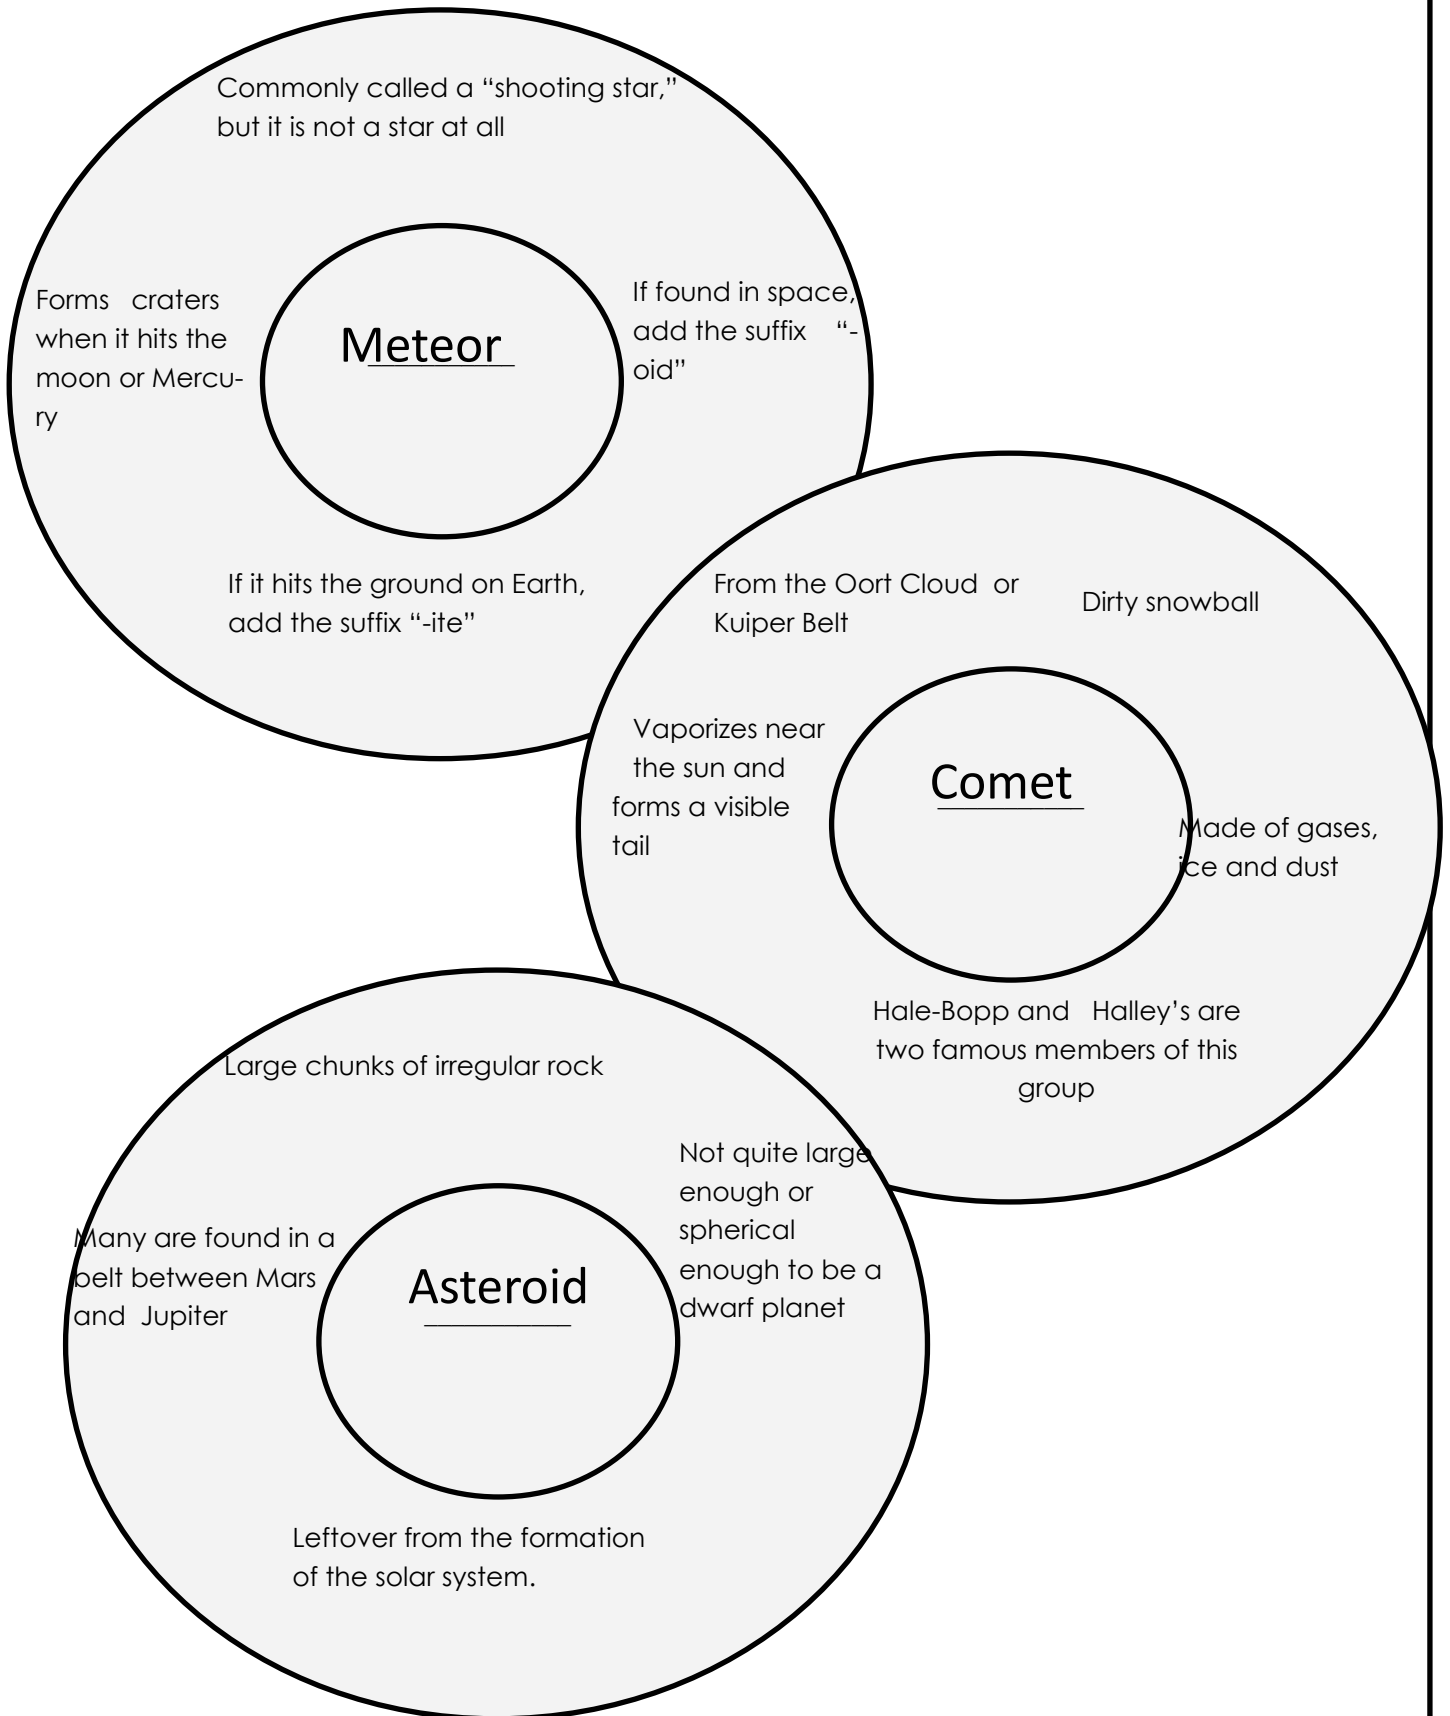 Commonly called a “shooting star,”
but it is not a star at all
Forms craters
when it hits the
moon or Mercu-
ry
Meteor
If found in space,
add the suffix “-
oid”
If it hits the ground on Earth,
add the suffix “-ite”
From the Oort Cloud or
Kuiper Belt
Dirty snowball
Vaporizes near
the sun and
forms a visible
tail
Comet
Made of gases,
ice and dust
Hale-Bopp and Halley’s are
two famous members of this
group
Large chunks of irregular rock
Many are found in a
belt between Mars
and Jupiter
Asteroid
Not quite large
enough or
spherical
enough to be a
dwarf planet
Leftover from the formation
of the solar system.